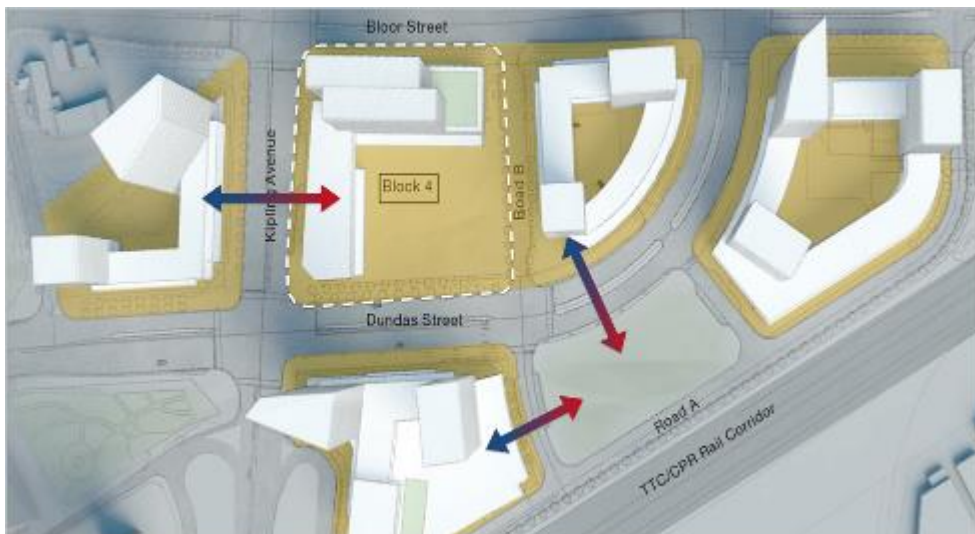 Bloor Street
Kipling Avenue
Block 4
Road B
Dundas Street
Road A
TTC/CPR Rail Corridor